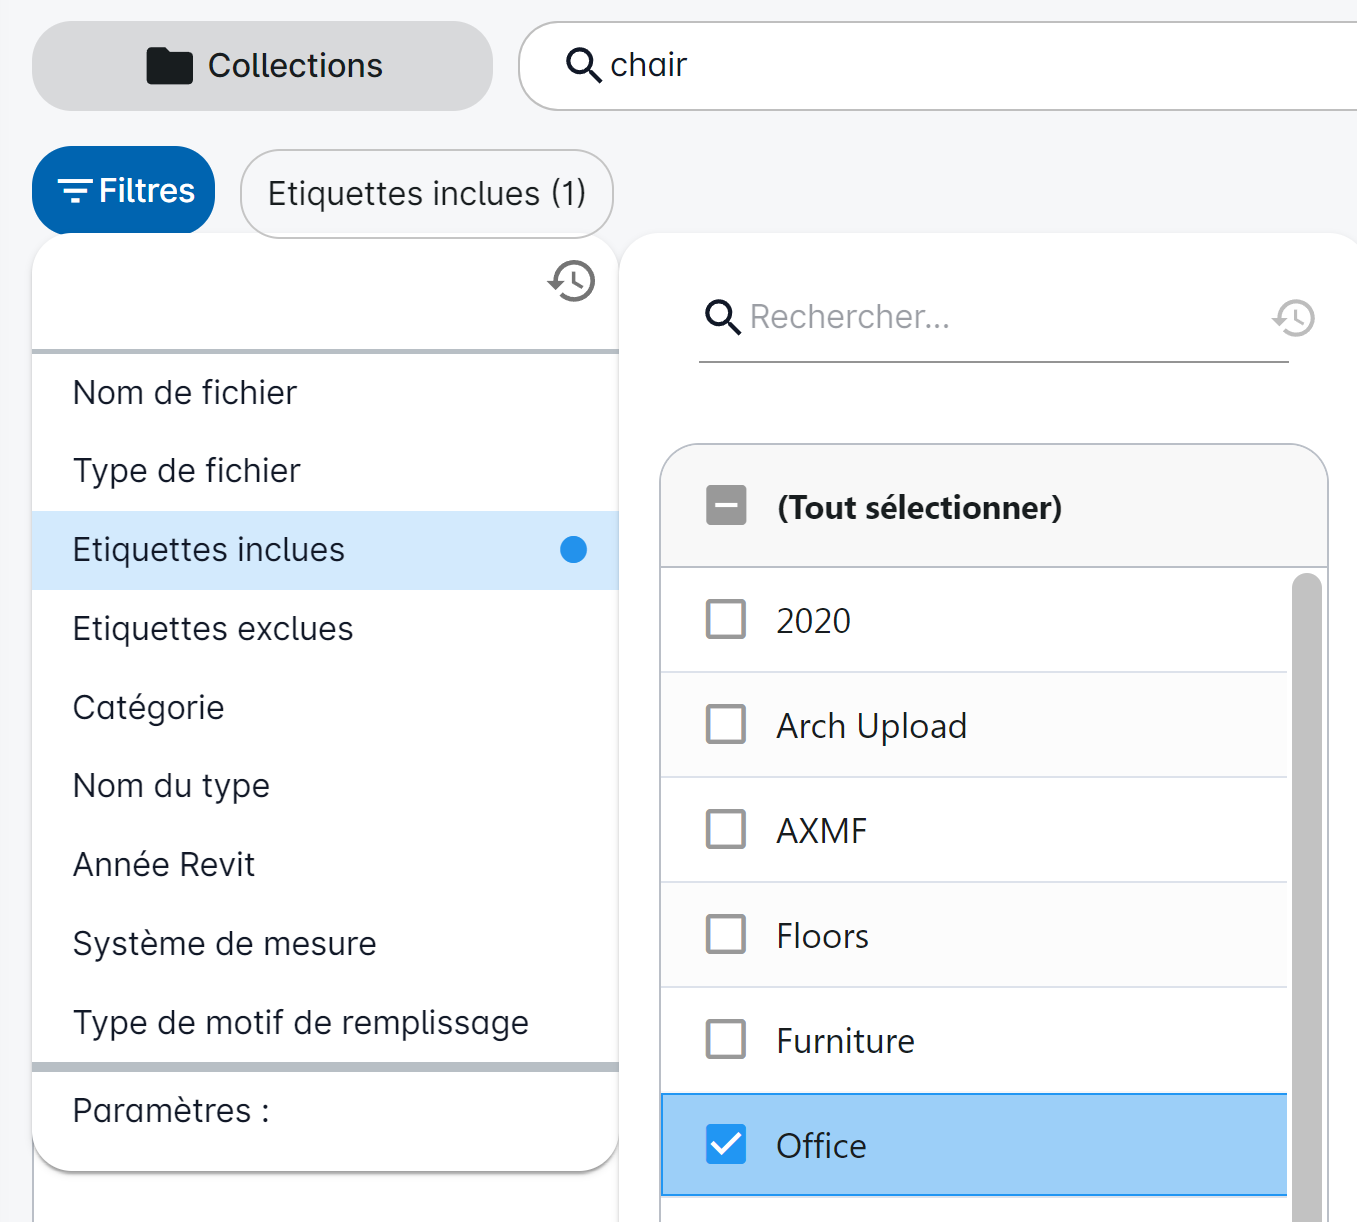 Collections
chair
Filtres
Etiquettes inclues (1)
Nom de fichier
Type de fichier
Etiquettes inclues
Etiquettes exclues
Catégorie
Nom du type
Année Revit
Système de mesure
Type de motif de remplissage
Paramètres :
Rechercher...
(Tout sélectionner)
2020
Arch Upload
AXMF
Floors
Furniture
Office